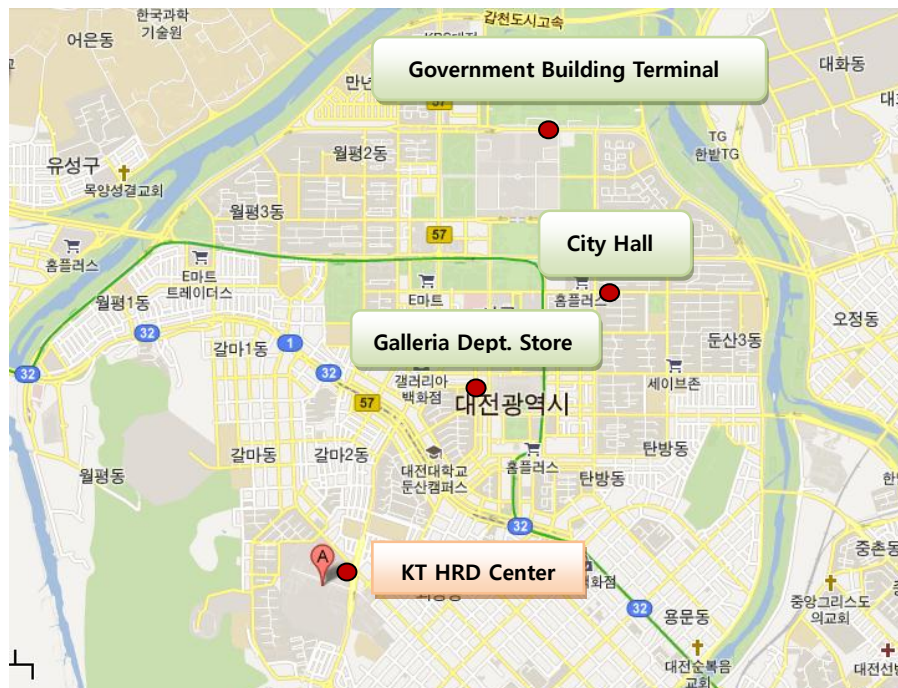 한국과학
기술원
갑천도시고속
어은동
Government Building Terminal
대화동
57
TG
한밭TG
월평2동
유성구
목양성결교회
월평3동
57
City Hall
홈플러스
E마트
트레이더스
E마트
홈플러스
월평1동
32
갈마1동
1
Galleria Dept. Store
둔산3동
오정동
32
32
갤러리아
백화점
57
세이브존
대전광역시
월평동
갈마동
갈마2동
대전대학교
둔산캠퍼스
홈플러스
탄방동
탄방동
32
A
KT HRD Center
중촌동
32
용문동
중앙그리스도
의교회
대전순복음
교회
대전선